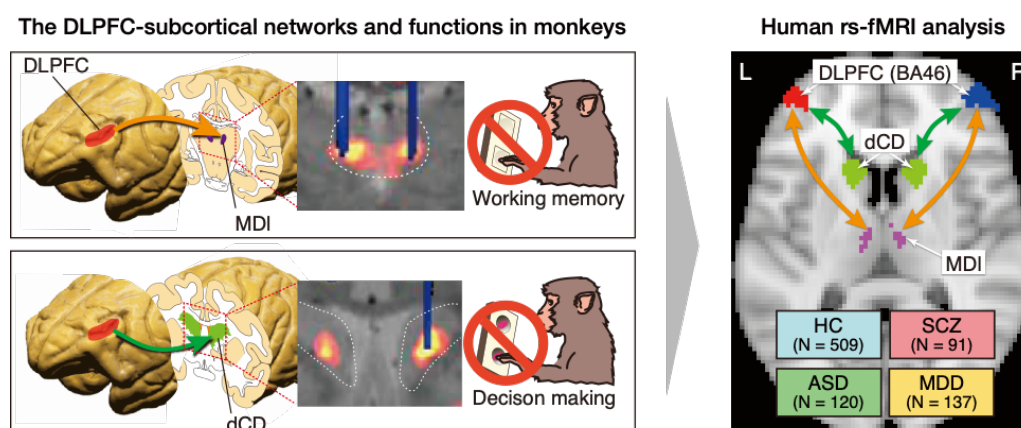 The DLPFC-subcortical networks and functions in monkeys
DLPFC
MDI
Working memory
dCD
Decison making
Human rs-fMRI analysis
L
R
DLPFC (BA46)
dCD
MDI
HC
(N = 509)
SCZ
(N = 91)
ASD
(N = 120)
MDD
(N = 137)